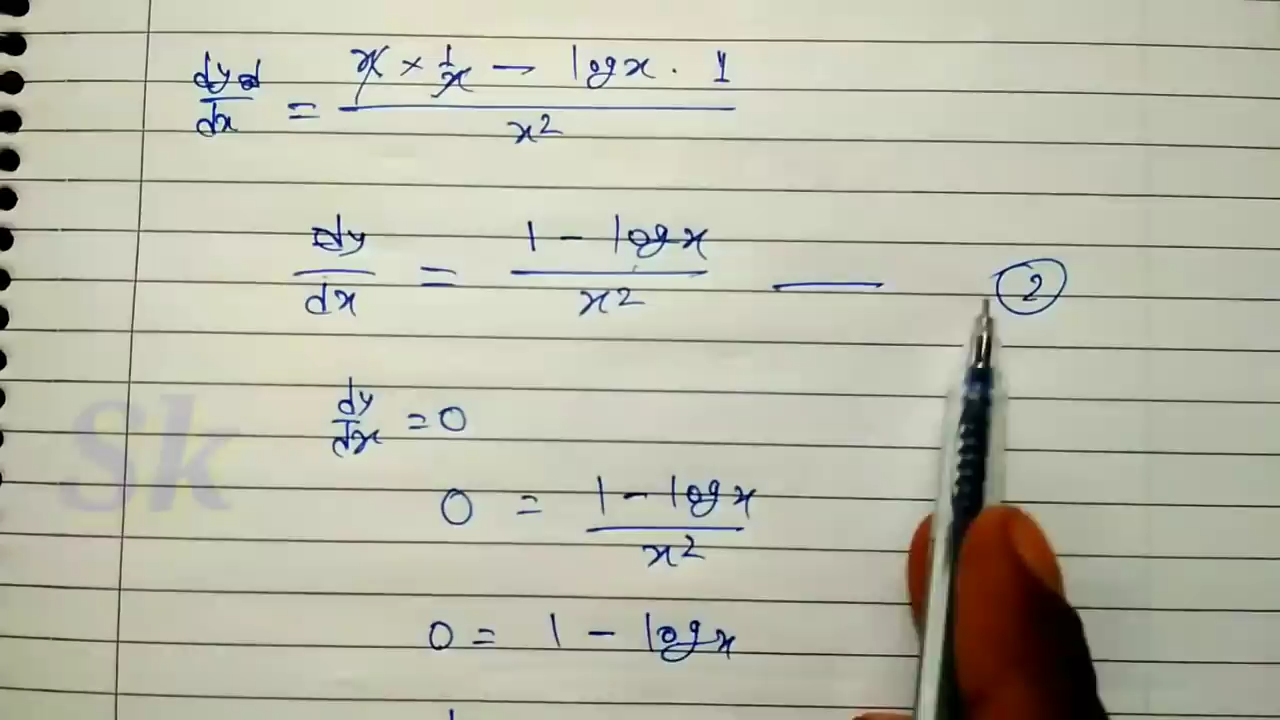 dy/dx = (x × 1/x − log x · 1)/x²
dy/dx = (1 − log x)/x² —— ②
dy/dx = 0
0 = (1 − log x)/x²
0 = 1 − log x
Sk